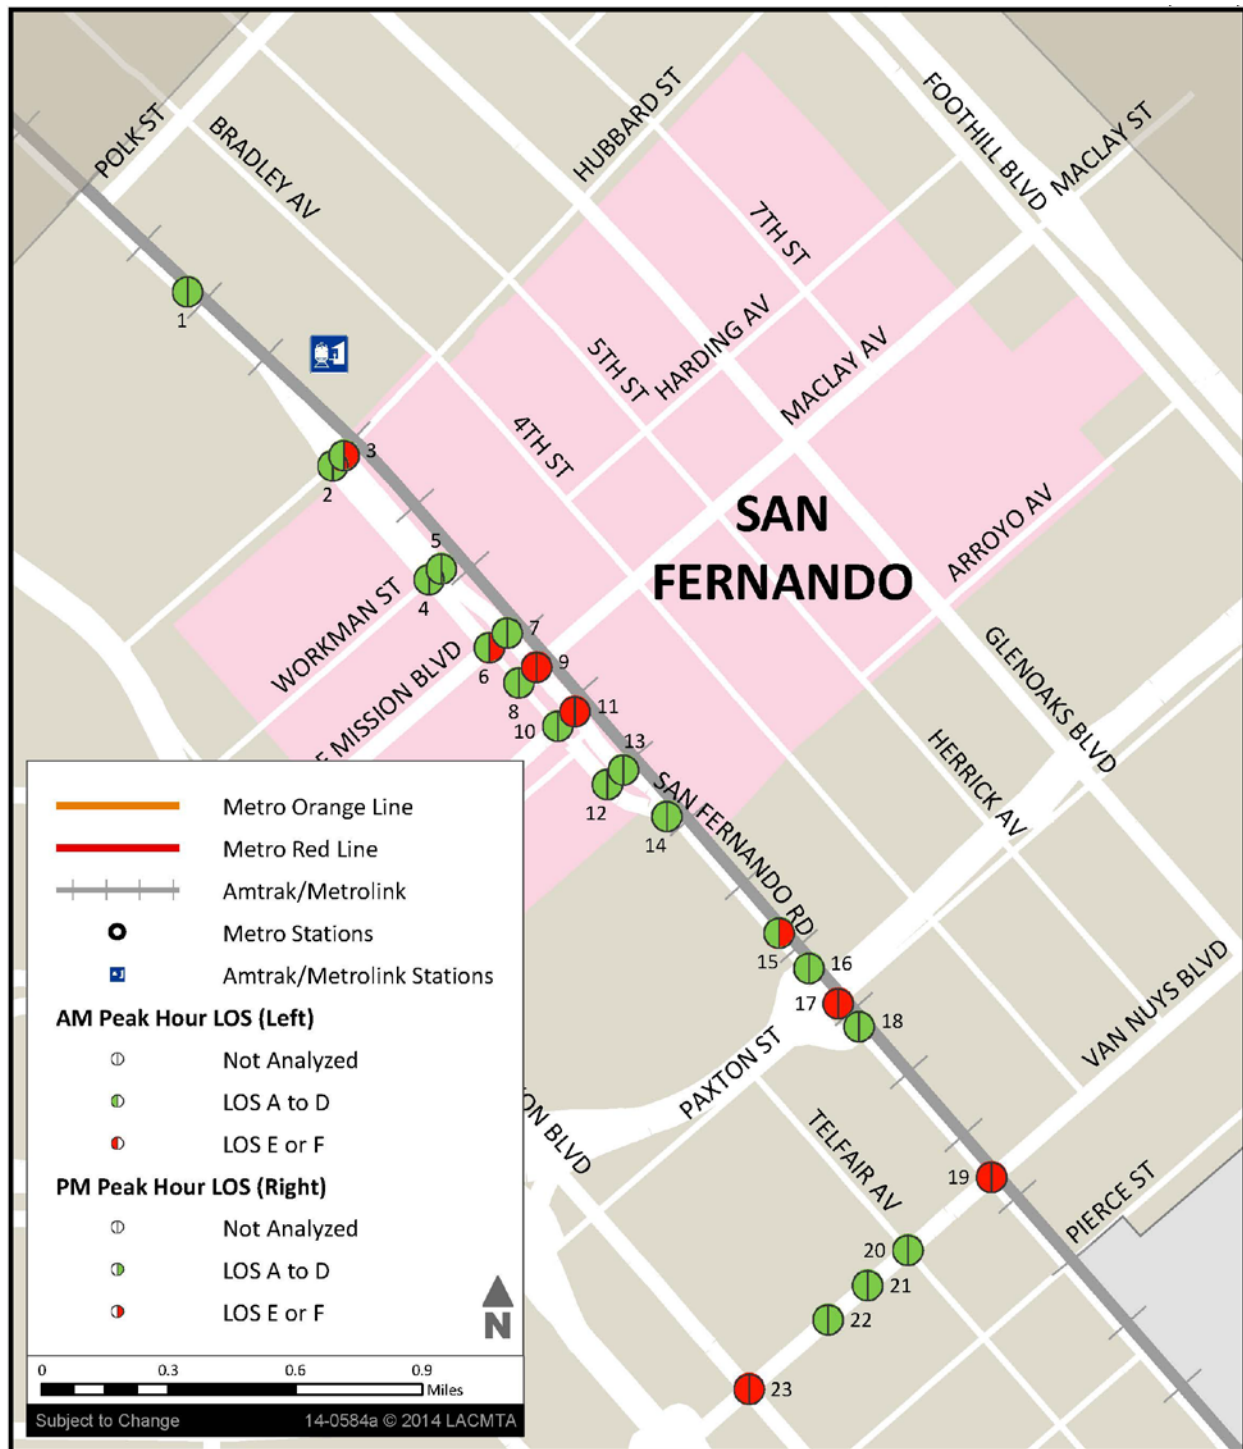 POLK ST
BRADLEY AV
HUBBARD ST
FOOTHILL BLVD
MACLAY ST
7TH ST
HARDING AV
MACLAY AV
5TH ST
4TH ST
SAN
FERNANDO
ARROYO AV
GLENOAKS BLVD
HERRICK AV
WORKMAN ST
E MISSION BLVD
SAN FERNANDO RD
VAN NUYS BLVD
PAXTON ST
TELFAIR AV
PIERCE ST
ON BLVD
1
2
3
4
5
6
7
8
9
10
11
12
13
14
15
16
17
18
19
20
21
22
23
Metro Orange Line
Metro Red Line
Amtrak/Metrolink
Metro Stations
Amtrak/Metrolink Stations
AM Peak Hour LOS (Left)
Not Analyzed
LOS A to D
LOS E or F
PM Peak Hour LOS (Right)
Not Analyzed
LOS A to D
LOS E or F
N
0 0.3 0.6 0.9
Miles
Subject to Change 14-0584a © 2014 LACMTA